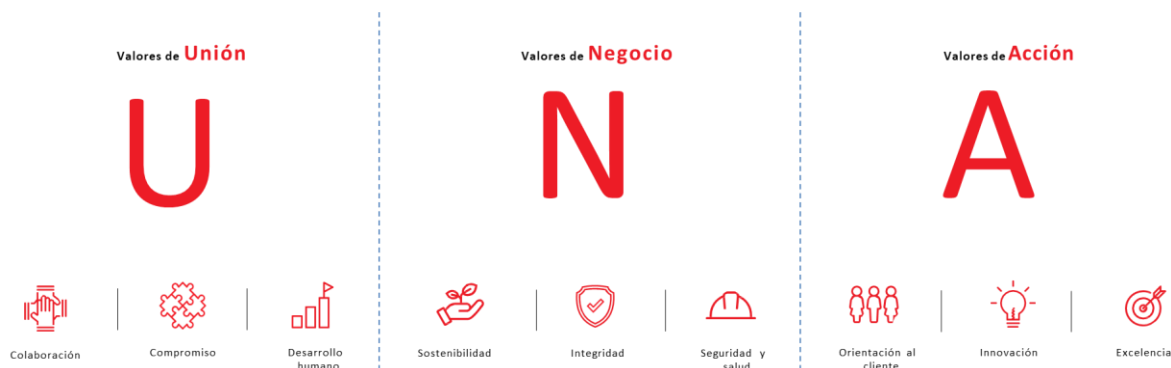 Valores de Unión
U
Colaboración
Compromiso
Desarrollo
humano
Valores de Negocio
N
Sostenibilidad
Integridad
Seguridad y
salud
Valores de Acción
A
Orientación al
cliente
Innovación
Excelencia